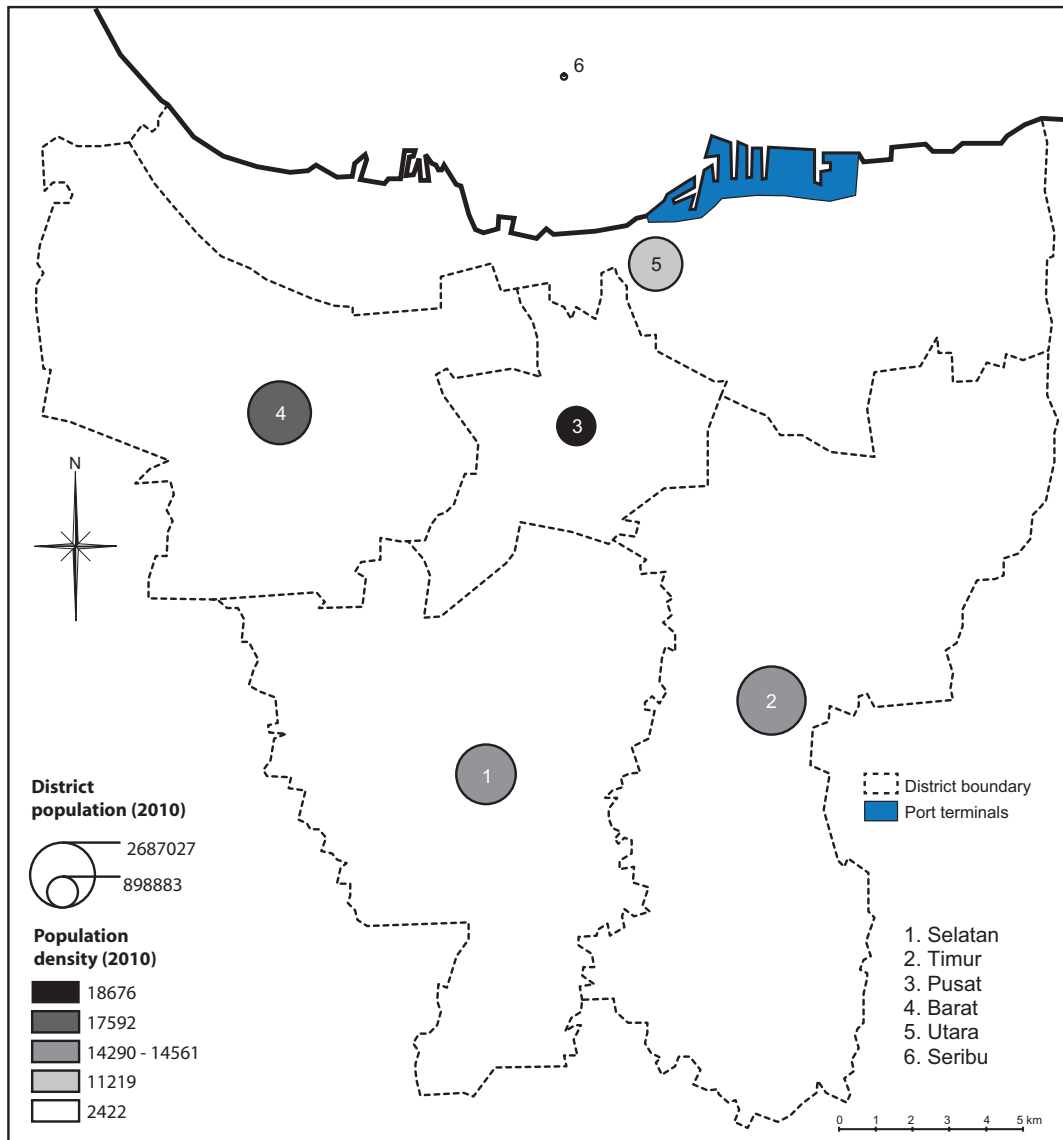 6
5
4
3
N
2
1
District
population (2010)
2687027
898883
Population
density (2010)
18676
17592
14290 - 14561
11219
2422
District boundary
Port terminals
1. Selatan
2. Timur
3. Pusat
4. Barat
5. Utara
6. Seribu
0 1 2 3 4 5 km